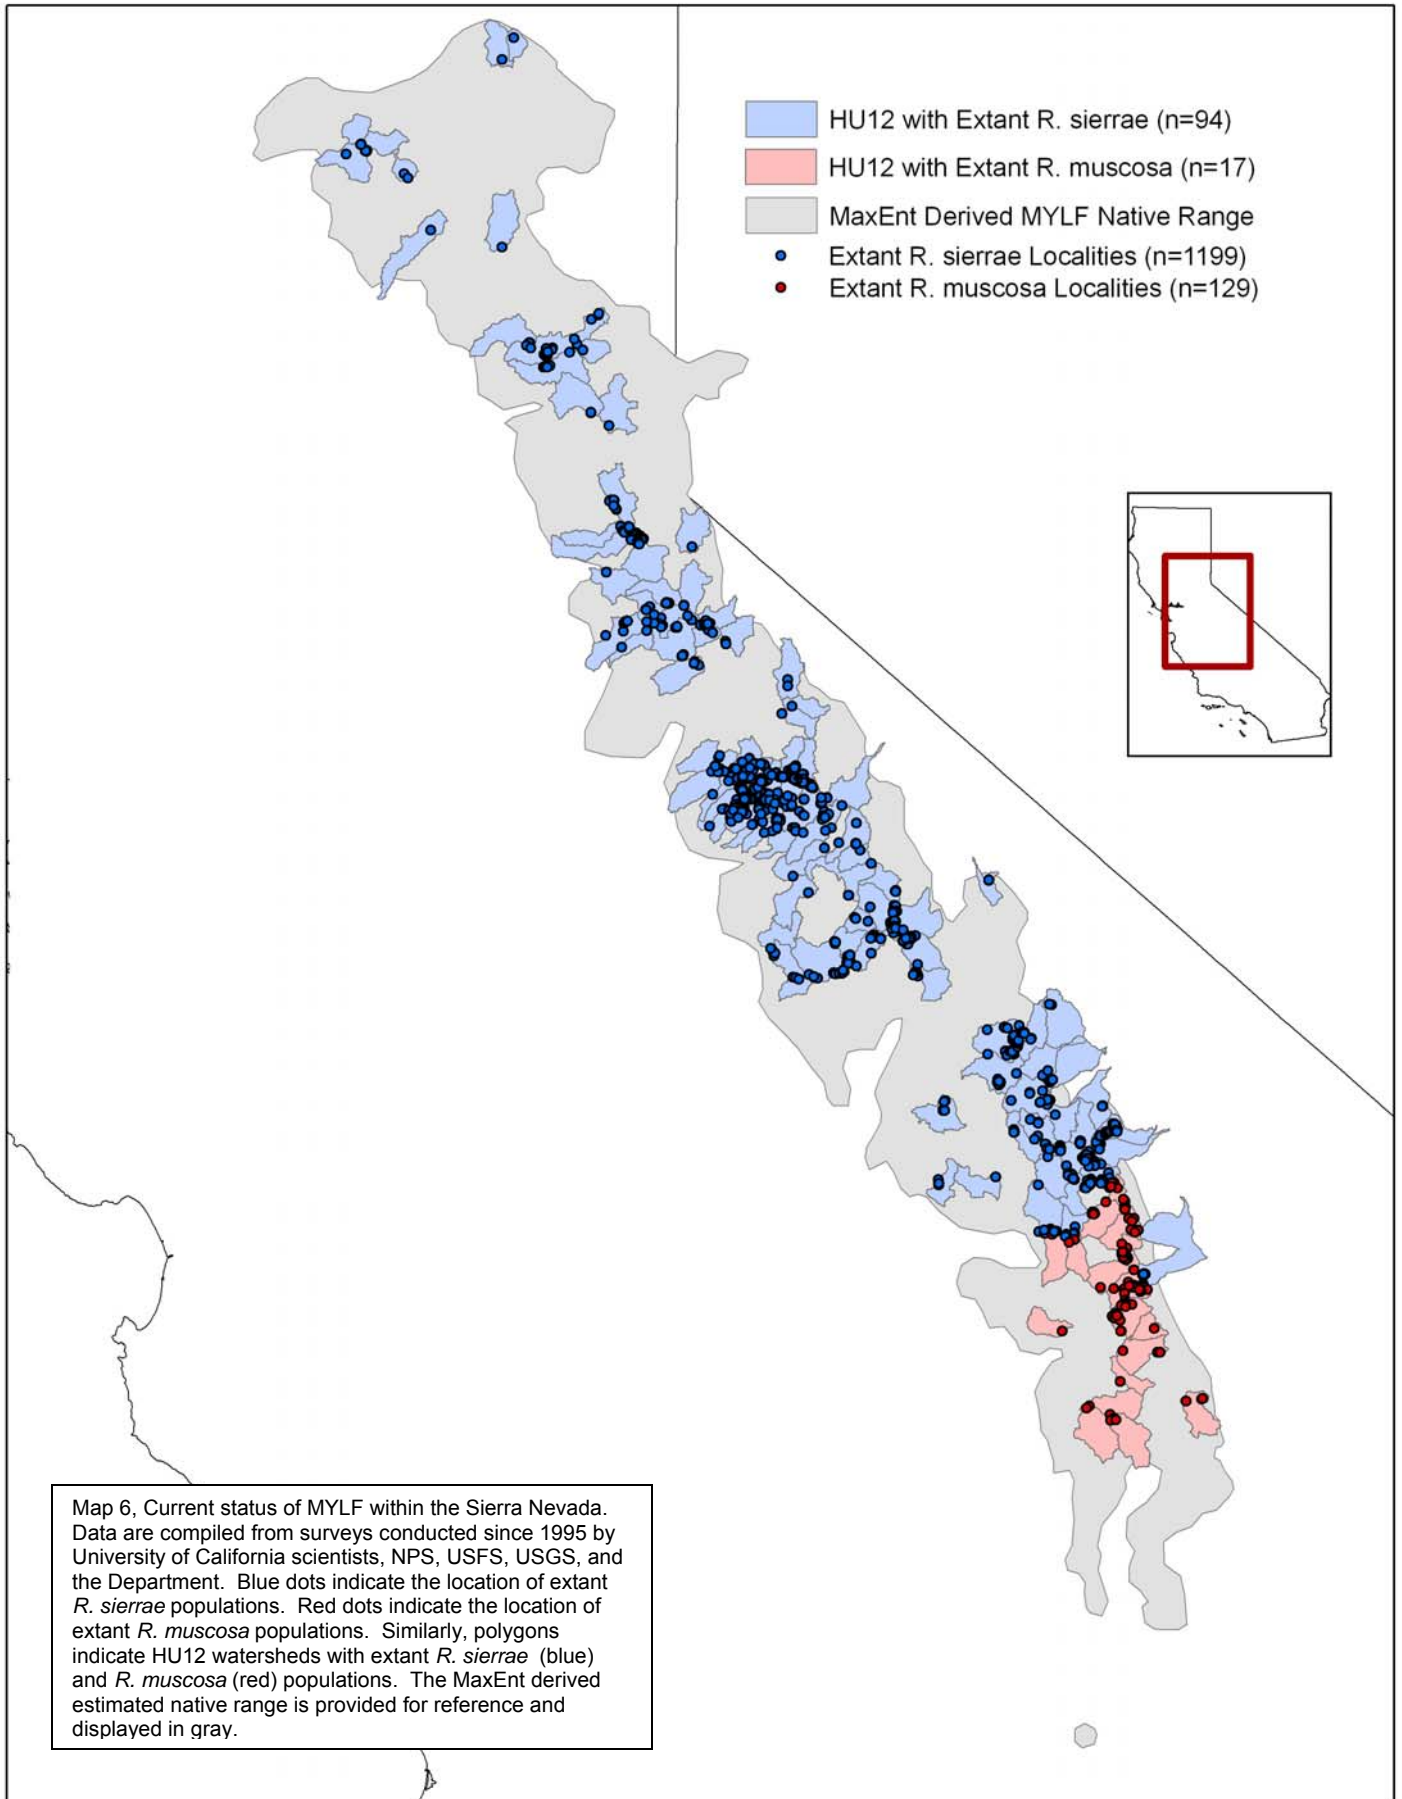 HU12 with Extant R. sierrae (n=94)
HU12 with Extant R. muscosa (n=17)
MaxEnt Derived MYLF Native Range
Extant R. sierrae Localities (n=1199)
Extant R. muscosa Localities (n=129)
Map 6, Current status of MYLF within the Sierra Nevada.
Data are compiled from surveys conducted since 1995 by
University of California scientists, NPS, USFS, USGS, and
the Department.  Blue dots indicate the location of extant
R. sierrae populations.  Red dots indicate the location of
extant R. muscosa populations.  Similarly, polygons
indicate HU12 watersheds with extant R. sierrae  (blue)
and R. muscosa (red) populations.  The MaxEnt derived
estimated native range is provided for reference and
displayed in gray.